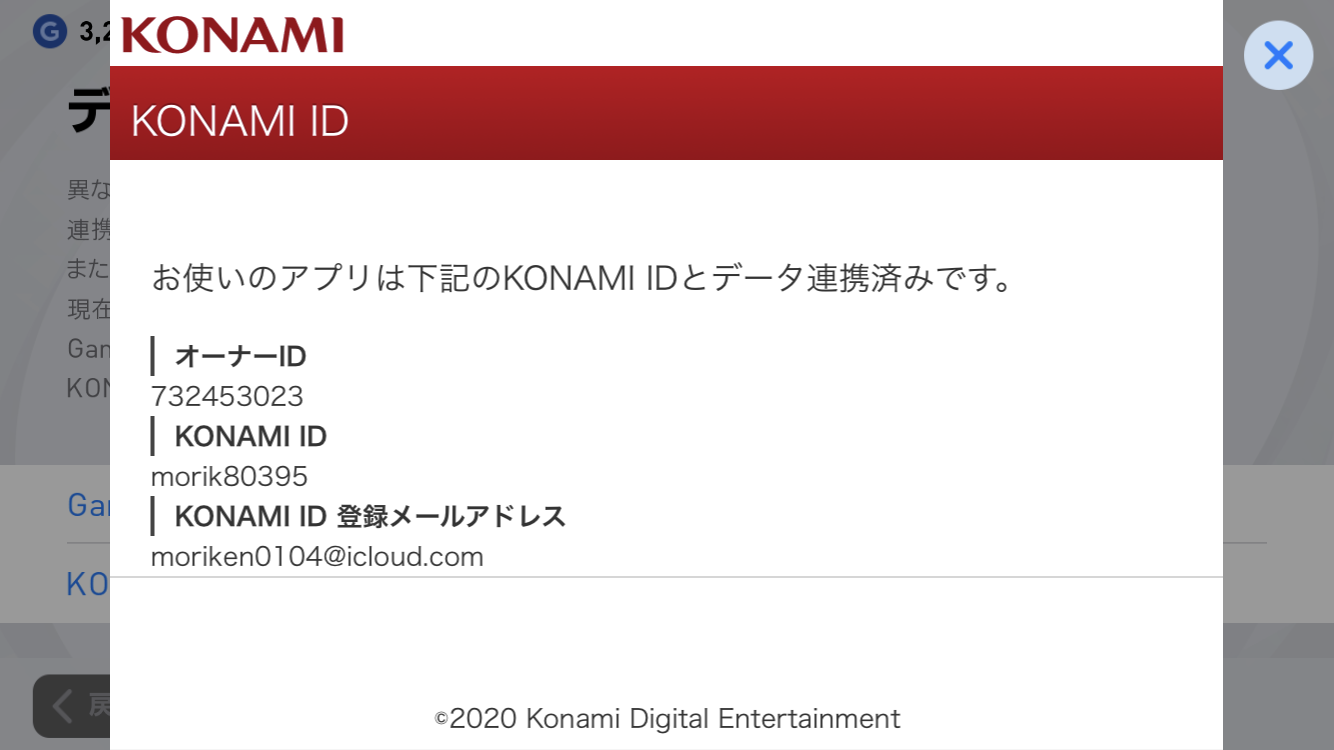 3,2
KONAMI
KONAMI ID
デ
異な
連携
また
現在
Gam
KON
お使いのアプリは下記のKONAMI IDとデータ連携済みです。
オーナーID
732453023
KONAMI ID
morik80395
KONAMI ID 登録メールアドレス
moriken0104@icloud.com
Gar
KO
戻
©2020 Konami Digital Entertainment